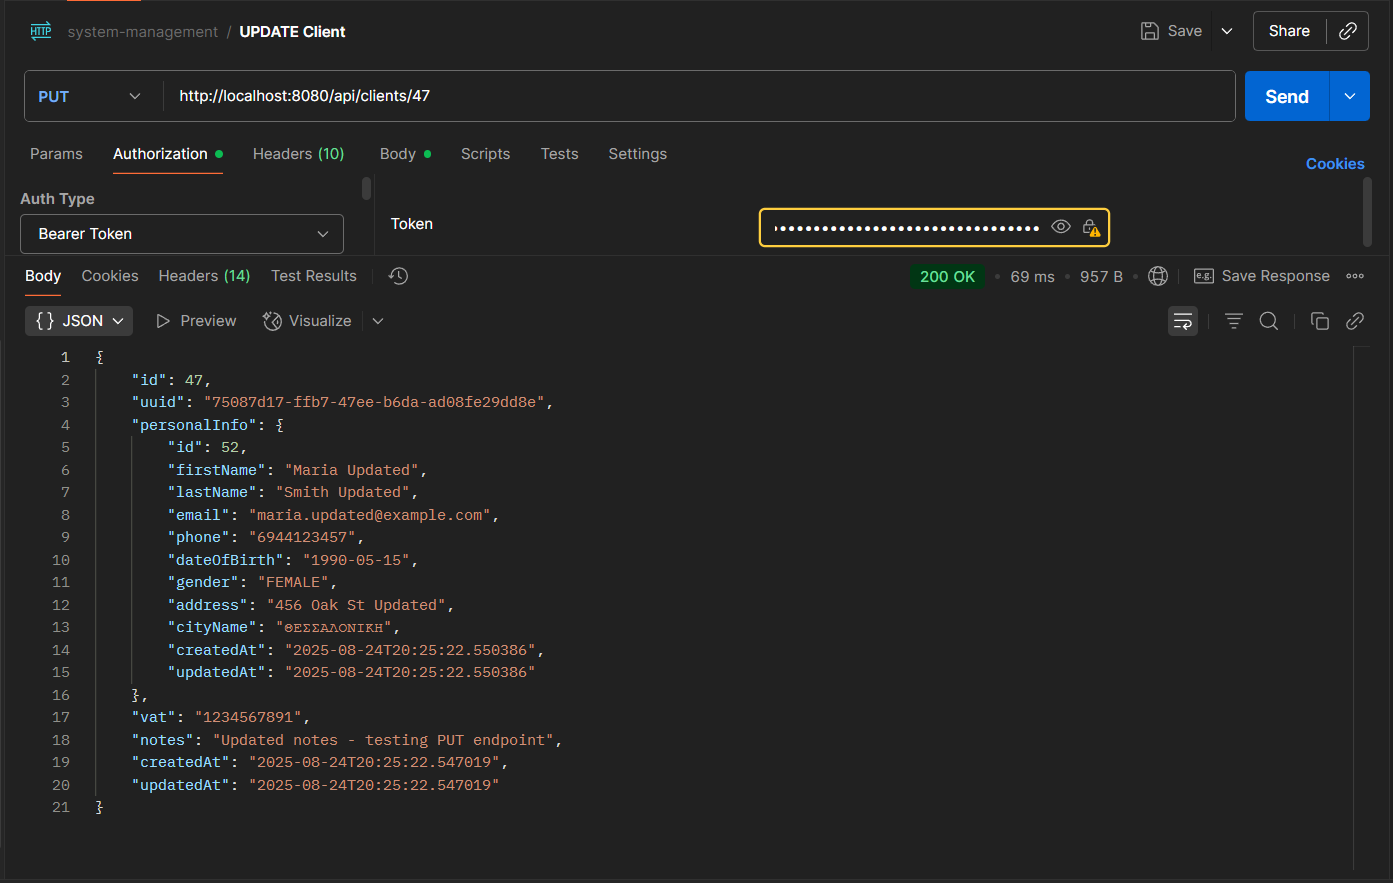 HTTP system-management / UPDATE Client
Save
Share
PUT
http://localhost:8080/api/clients/47
Send
Params Authorization Headers (10) Body Scripts Tests Settings
Cookies
Auth Type
Bearer Token
Token
Body Cookies Headers (14) Test Results
200 OK • 69 ms • 957 B • e.g. Save Response
{} JSON Preview Visualize
1 {
2 "id": 47,
3 "uuid": "75087d17-ffb7-47ee-b6da-ad08fe29dd8e",
4 "personalInfo": {
5 "id": 52,
6 "firstName": "Maria Updated",
7 "lastName": "Smith Updated",
8 "email": "maria.updated@example.com",
9 "phone": "6944123457",
10 "dateOfBirth": "1990-05-15",
11 "gender": "FEMALE",
12 "address": "456 Oak St Updated",
13 "cityName": "ΘΕΣΣΑΛΟΝΙΚΗ",
14 "createdAt": "2025-08-24T20:25:22.550386",
15 "updatedAt": "2025-08-24T20:25:22.550386"
16 },
17 "vat": "1234567891",
18 "notes": "Updated notes - testing PUT endpoint",
19 "createdAt": "2025-08-24T20:25:22.547019",
20 "updatedAt": "2025-08-24T20:25:22.547019"
21 }